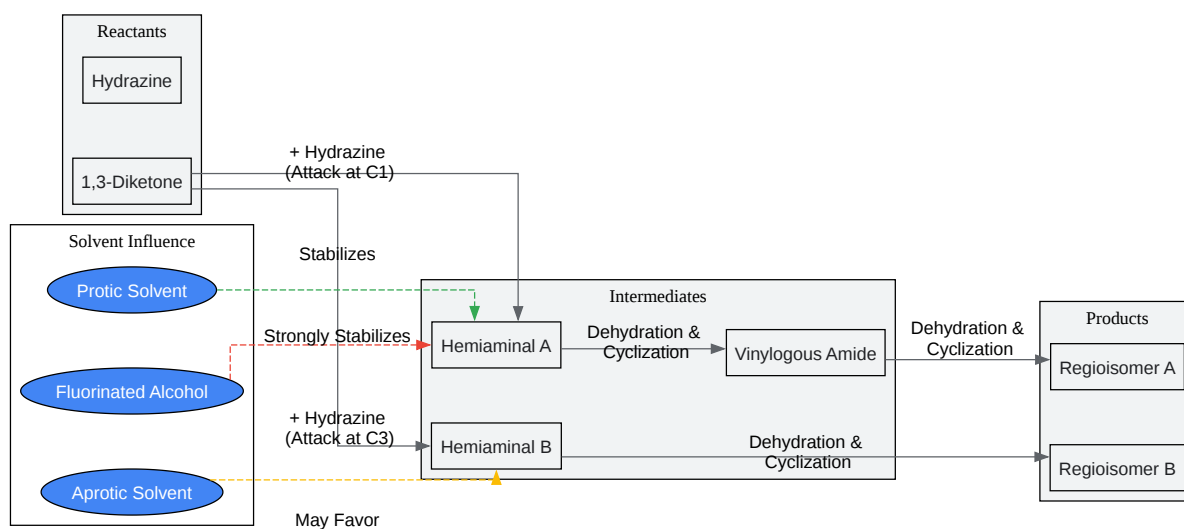 Reactants
Hydrazine
1,3-Diketone
+ Hydrazine
(Attack at C1)
Solvent Influence
Protic Solvent
Stabilizes
Fluorinated Alcohol
Strongly Stabilizes
Aprotic Solvent
May Favor
+ Hydrazine
(Attack at C3)
Intermediates
Hemiaminal A
Dehydration &
Cyclization
Vinylogous Amide
Dehydration &
Cyclization
Hemiaminal B
Dehydration &
Cyclization
Products
Regioisomer A
Regioisomer B